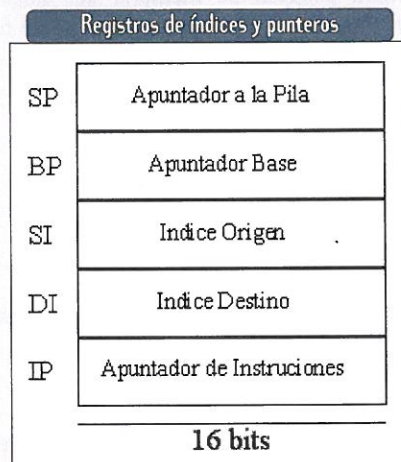 Registros de índices y punteros
SP Apuntador a la Pila
BP Apuntador Base
SI Indice Origen
DI Indice Destino
IP Apuntador de Instruciones
16 bits